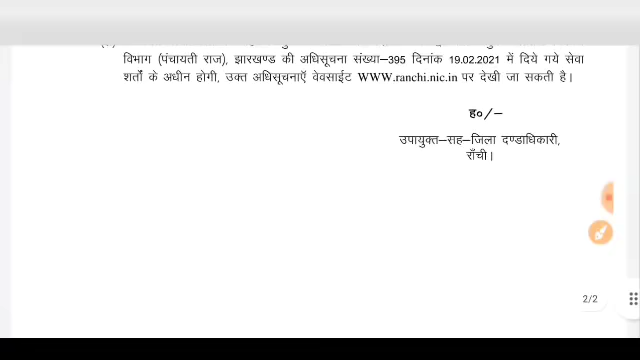 विभाग (पंचायती राज), झारखण्ड की अधिसूचना संख्या–395 दिनांक 19.02.2021 में दिये गये सेवा
शर्तों के अधीन होगी, उक्त अधिसूचनाएँ वेवसाईट WWW.ranchi.nic.in पर देखी जा सकती है।
ह०/–
उपायुक्त–सह–जिला दण्डाधिकारी,
राँची।
2/2